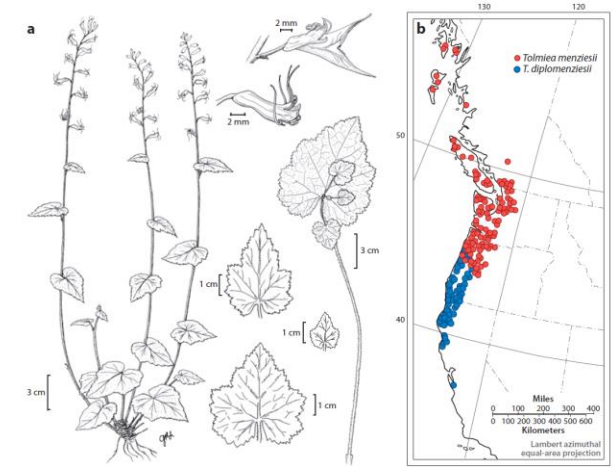 a
2 mm
2 mm
3 cm
1 cm
1 cm
1 cm
3 cm
b
130
120
50
40
Tolmiea menziesii
T. diplomenziesii
Miles
0 100 200 300 400
0 100 200 300 400 500 600
Kilometers
Lambert azimuthal
equal-area projection